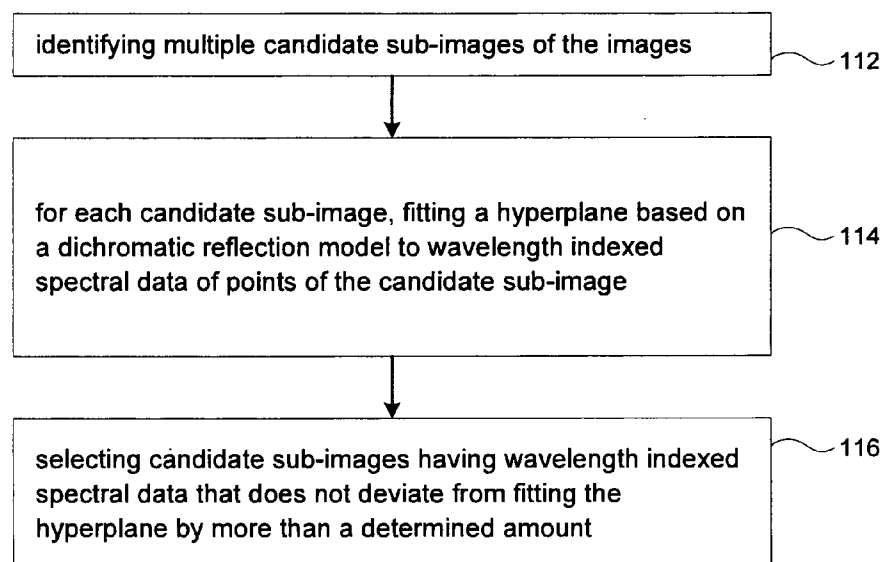 identifying multiple candidate sub-images of the images
112
for each candidate sub-image, fitting a hyperplane based on
a dichromatic reflection model to wavelength indexed
spectral data of points of the candidate sub-image
114
selecting candidate sub-images having wavelength indexed
spectral data that does not deviate from fitting the
hyperplane by more than a determined amount
116